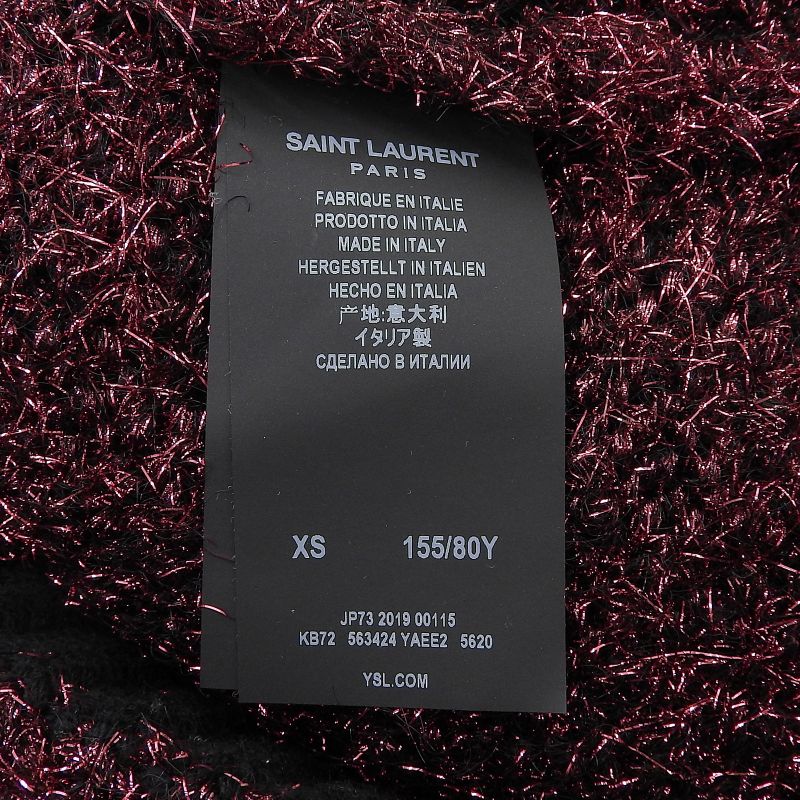 SAINT LAURENT
PARIS
FABRIQUE EN ITALIE
PRODOTTO IN ITALIA
MADE IN ITALY
HERGESTELLT IN ITALIEN
HECHO EN ITALIA
产地:意大利
イタリア製
СДЕЛАНО В ИТАЛИИ
XS 155/80Y
JP73 2019 00115
KB72 563424 YAEE2 5620
YSL.COM